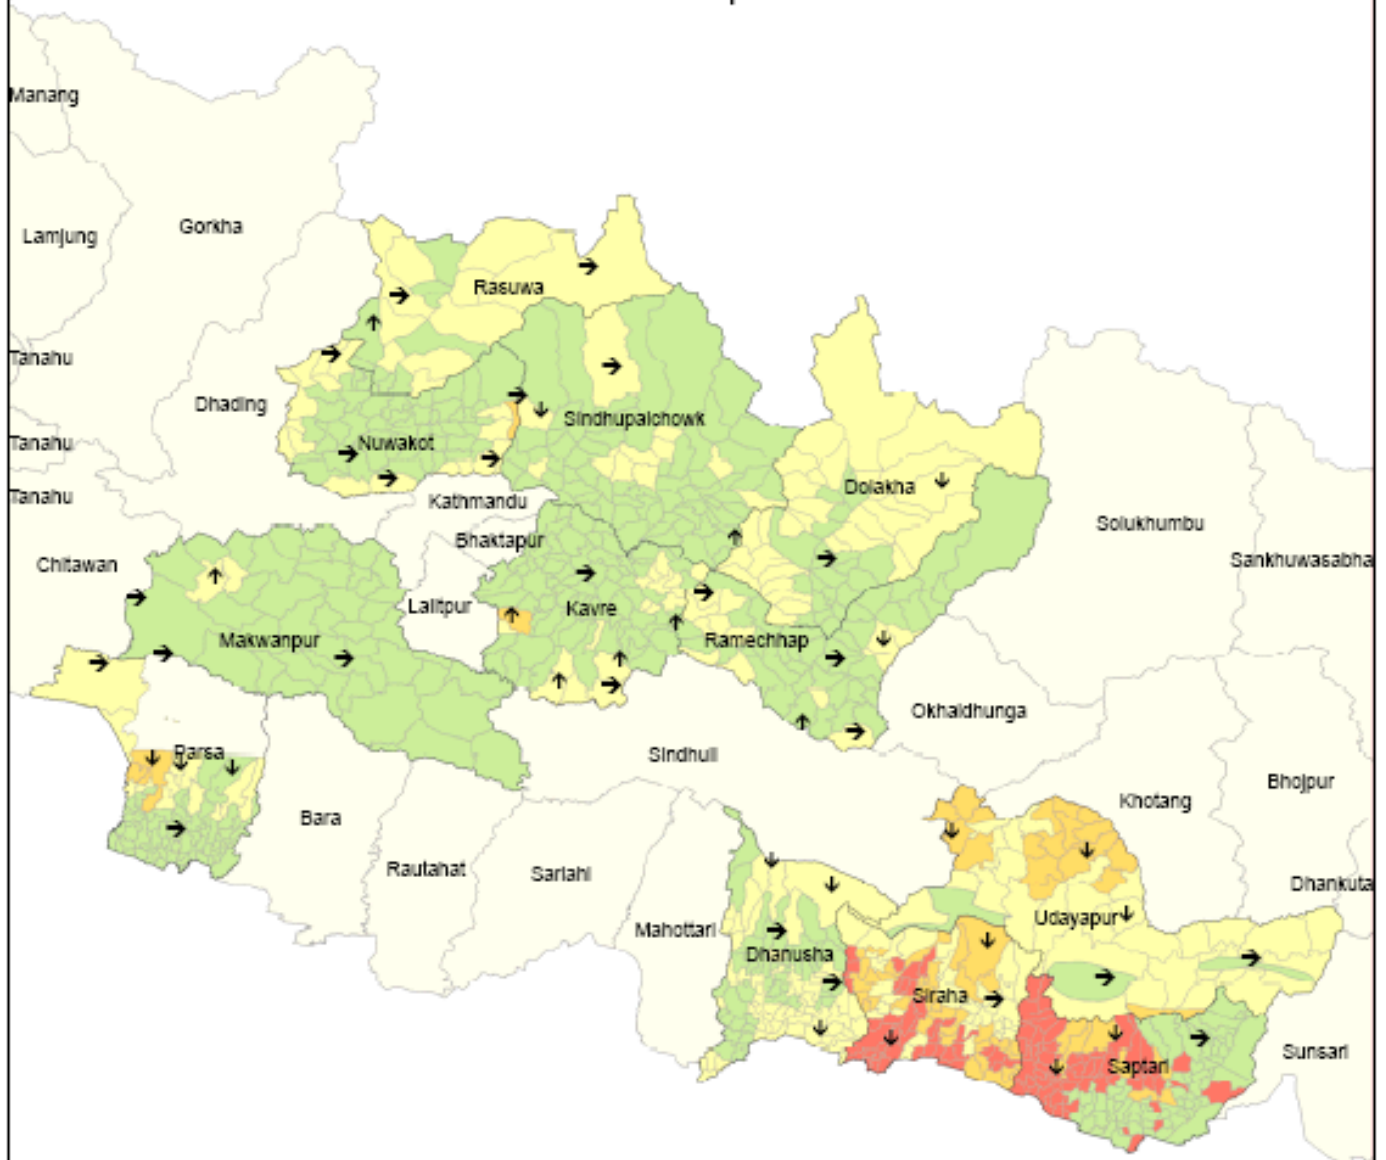 Manang
Gorkha
Lamjung
Rasuwa
Tanahu
Dhading
Sindhupalchowk
Tanahu
Nuwakot
Dolakha
Tanahu
Kathmandu
Solukhumbu
Bhaktapur
Sankhuwasabha
Chitawan
Lalitpur
Kavre
Makwanpur
Ramechhap
Okhaldhunga
Parsa
Sindhuli
Bhojpur
Khotang
Bara
Rautahat
Sarlahi
Dhankuta
Udayapur
Mahottari
Dhanusha
Siraha
Sunsari
Saptari